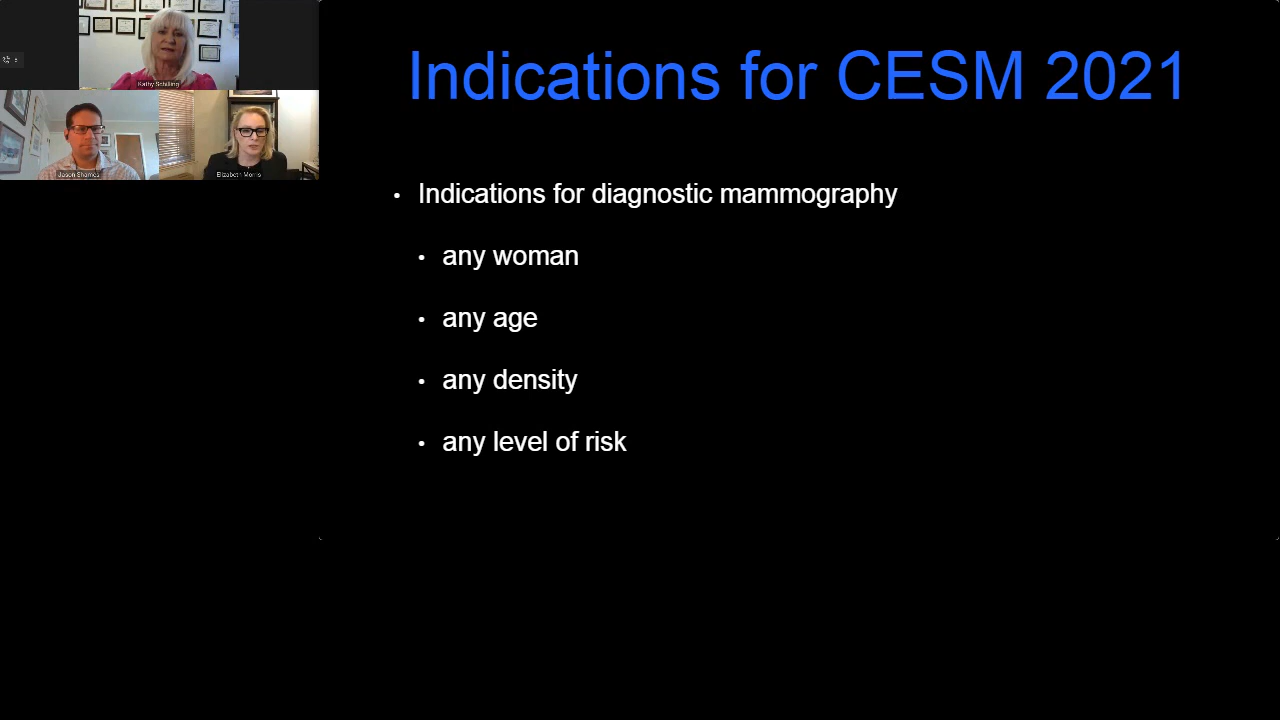 Kathy Schilling
Jason Shames
Elizabeth Morris
Indications for CESM 2021
• Indications for diagnostic mammography
• any woman
• any age
• any density
• any level of risk